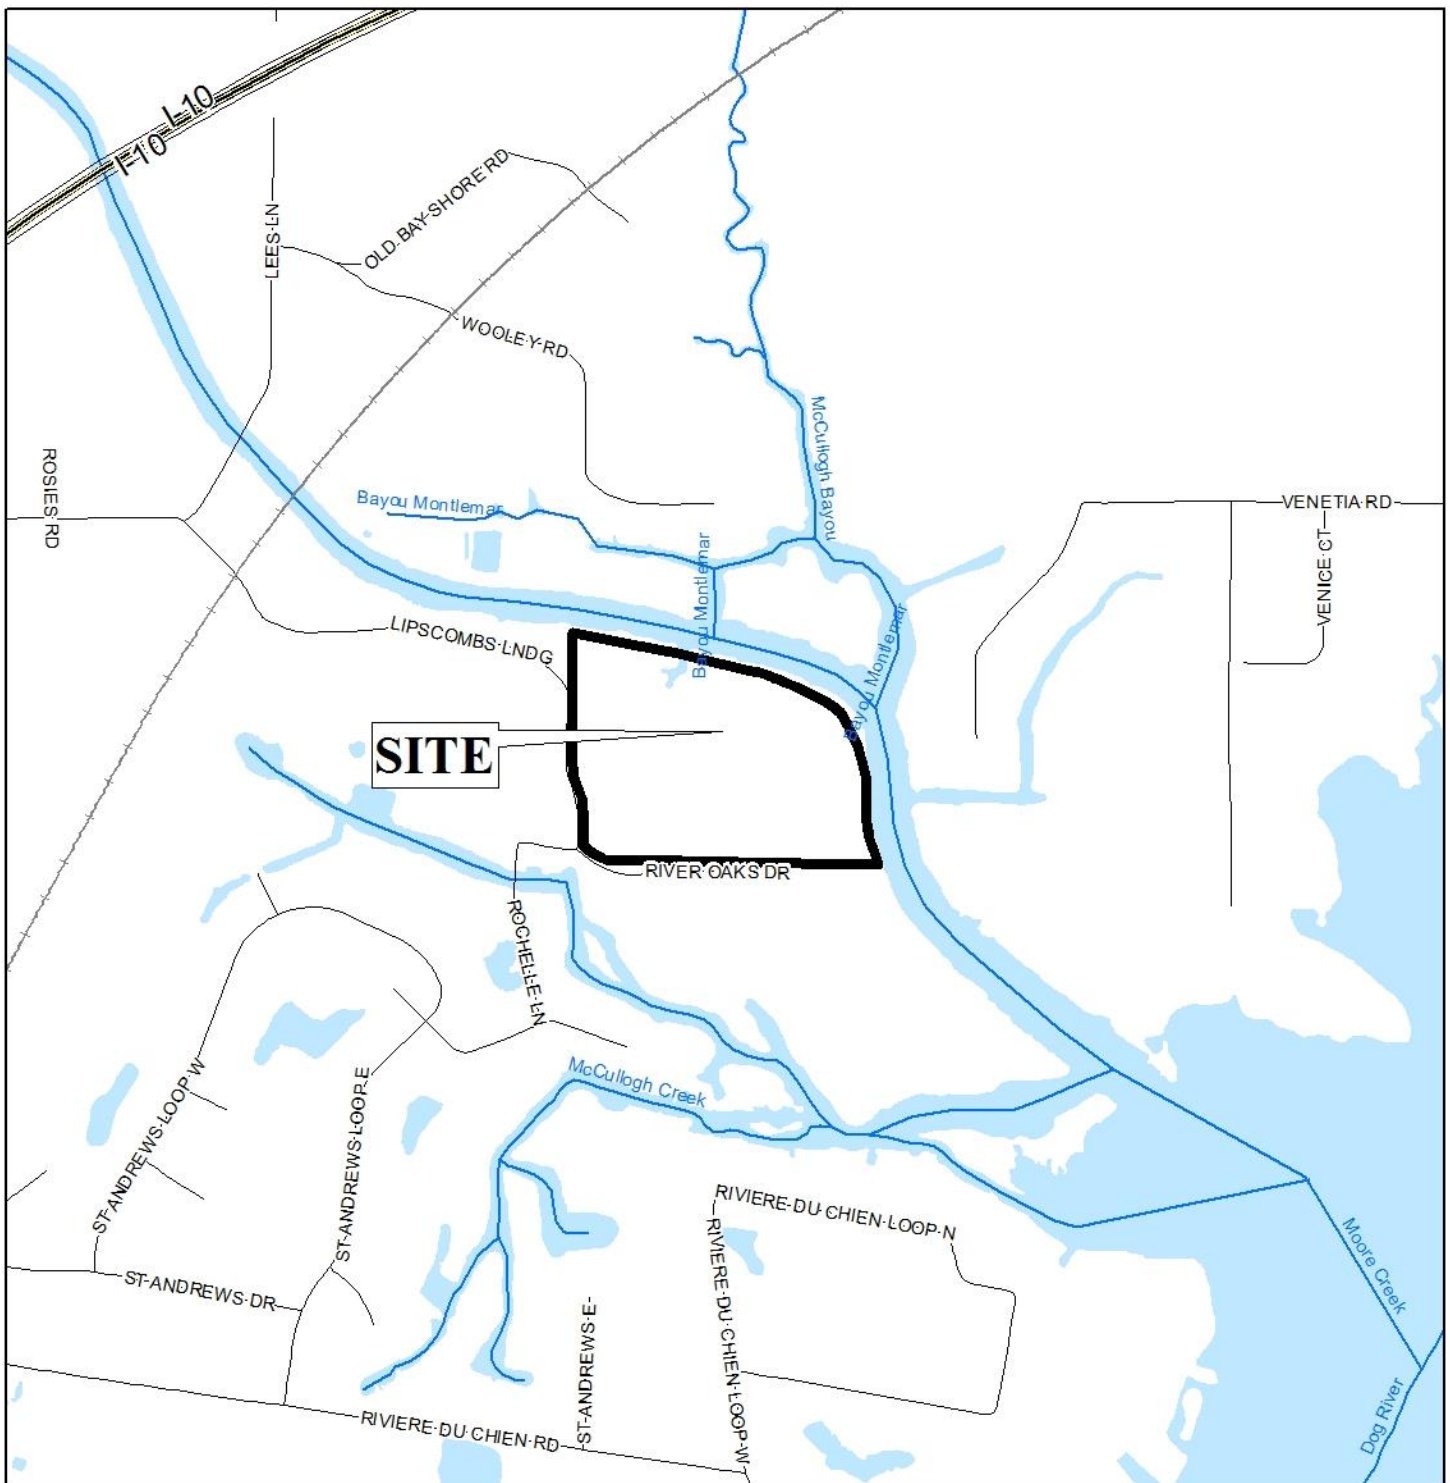 I-10
I-10
LEES LN
OLD BAY SHORE RD
WOOLEY RD
McCullogh Bayou
ROSIES RD
Bayou Montlemar
VENETIA RD
VENICE CT
Bayou Montlemar
Bayou Montlemar
LIPSCOMBS LNDG
SITE
RIVER OAKS DR
ROCHELLE LN
McCullogh Creek
ST ANDREWS LOOP W
ST ANDREWS LOOP E
RIVIERE DU CHIEN LOOP N
RIVIERE DU CHIEN LOOP W
Moore Creek
ST ANDREWS DR
ST ANDREWS E
Dog River
RIVIERE DU CHIEN RD